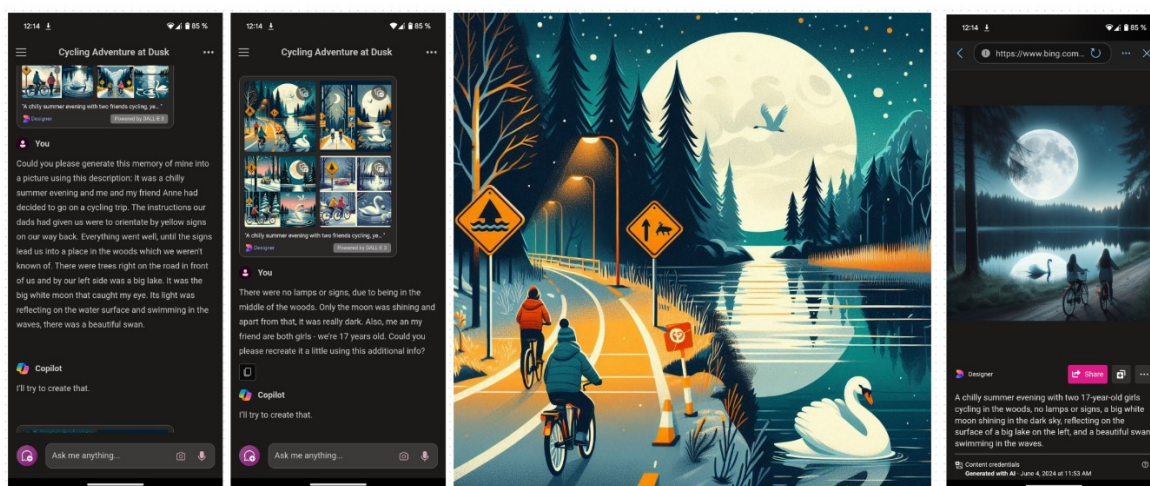 12:14
85 %
Cycling Adventure at Dusk
"A chilly summer evening with two friends cycling, ye... "
Designer
Powered by DALL·E 3
You
Could you please generate this memory of mine into
a picture using this description: It was a chilly
summer evening and me and my friend Anne had
decided to go on a cycling trip. The instructions our
dads had given us were to orientate by yellow signs
on our way back. Everything went well, until the signs
lead us into a place in the woods which we weren't
known of. There were trees right on the road in front
of us and by our left side was a big lake. It was the
big white moon that caught my eye. Its light was
reflecting on the water surface and swimming in the
waves, there was a beautiful swan.
Copilot
I'll try to create that.
Ask me anything...
12:14
85 %
Cycling Adventure at Dusk
"A chilly summer evening with two friends cycling, ye... "
Designer
Powered by DALL·E 3
You
There were no lamps or signs, due to being in the
middle of the woods. Only the moon was shining and
apart from that, it was really dark. Also, me an my
friend are both girls - we're 17 years old. Could you
please recreate it a little using this additional info?
Copilot
I'll try to create that.
Ask me anything...
12:14
85 %
https://www.bing.com...
Designer
Share
A chilly summer evening with two 17-year-old girls
cycling in the woods, no lamps or signs, a big white
moon shining in the dark sky, reflecting on the
surface of a big lake on the left, and a beautiful swan
swimming in the waves.
Content credentials
Generated with AI · June 4, 2024 at 11:53 AM